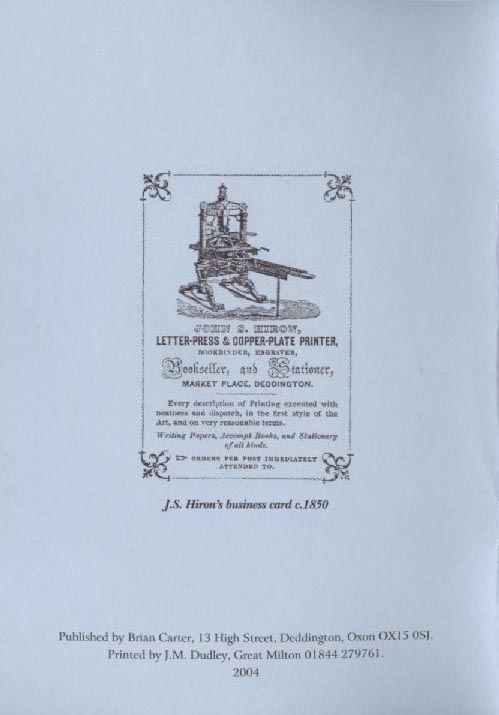 JOHN S. HIRON,
LETTER-PRESS & COPPER-PLATE PRINTER,
BOOKBINDER, ENGRAVER,
Bookseller, and Stationer,
MARKET PLACE, DEDDINGTON.
Every description of Printing executed with
neatness and dispatch, in the first style of the
Art, and on very reasonable terms.
Writing Papers, Accompt Books, and Stationery
of all kinds.
☞ ORDERS PER POST IMMEDIATELY
ATTENDED TO.
J.S. Hiron's business card c.1850
Published by Brian Carter, 13 High Street, Deddington, Oxon OX15 0SJ.
Printed by J.M. Dudley, Great Milton 01844 279761.
2004